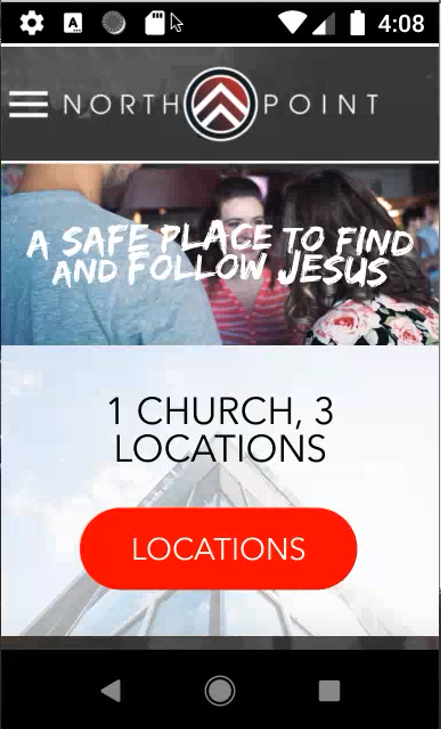 A
4:08
NORTH POINT
A SAFE PLACE TO FIND
AND FOLLOW JESUS
1 CHURCH, 3
LOCATIONS
LOCATIONS